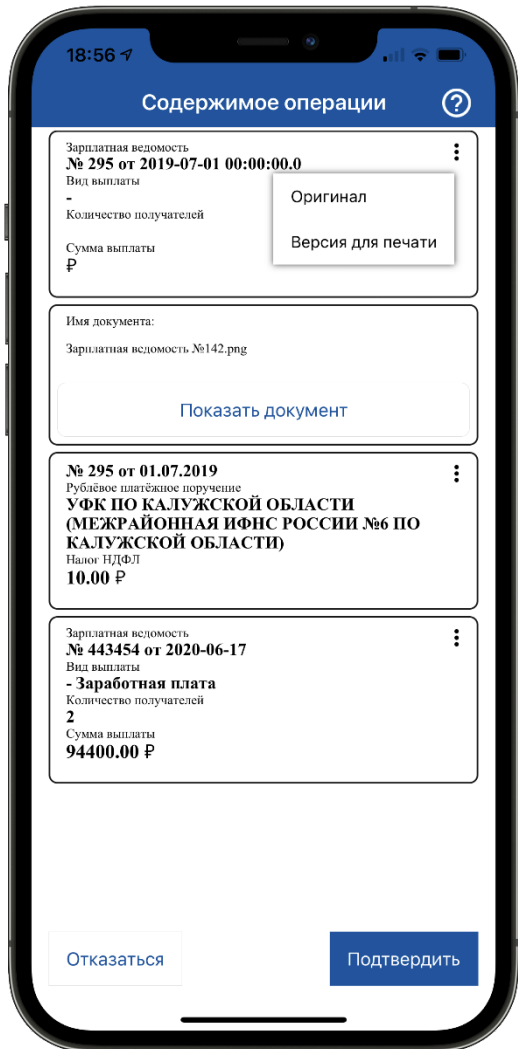 18:56
Содержимое операции
?
Зарплатная ведомость
№ 295 от 2019-07-01 00:00:00.0
Вид выплаты
-
Количество получателей
Сумма выплаты
₽
Оригинал
Версия для печати
Имя документа:
Зарплатная ведомость №142.png
Показать документ
№ 295 от 01.07.2019
Рублёвое платёжное поручение
УФК ПО КАЛУЖСКОЙ ОБЛАСТИ
(МЕЖРАЙОННАЯ ИФНС РОССИИ №6 ПО
КАЛУЖСКОЙ ОБЛАСТИ)
Налог НДФЛ
10.00 ₽
Зарплатная ведомость
№ 443454 от 2020-06-17
Вид выплаты
- Заработная плата
Количество получателей
2
Сумма выплаты
94400.00 ₽
Отказаться
Подтвердить